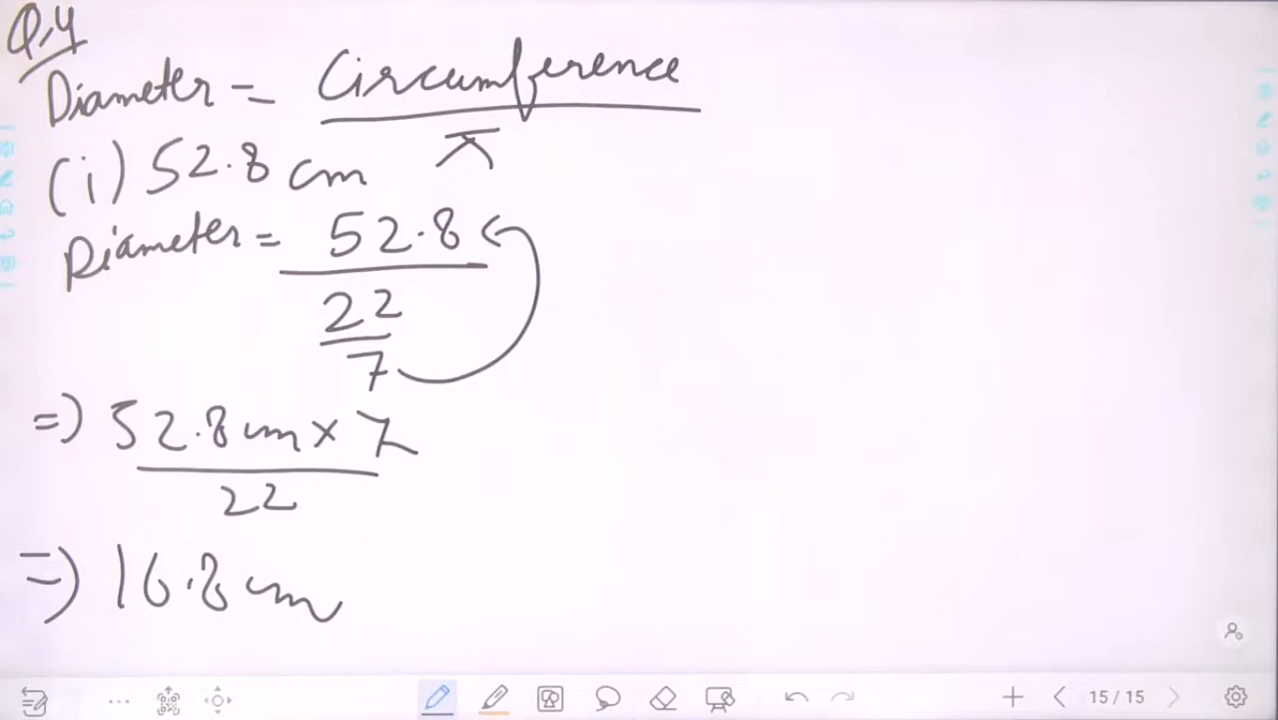 Q.4
Diameter = Circumference
π
(i) 52.8 cm
Diameter = 52.8
22
7
=) 52.8 cm × 7
22
=) 16.8 cm
15 / 15